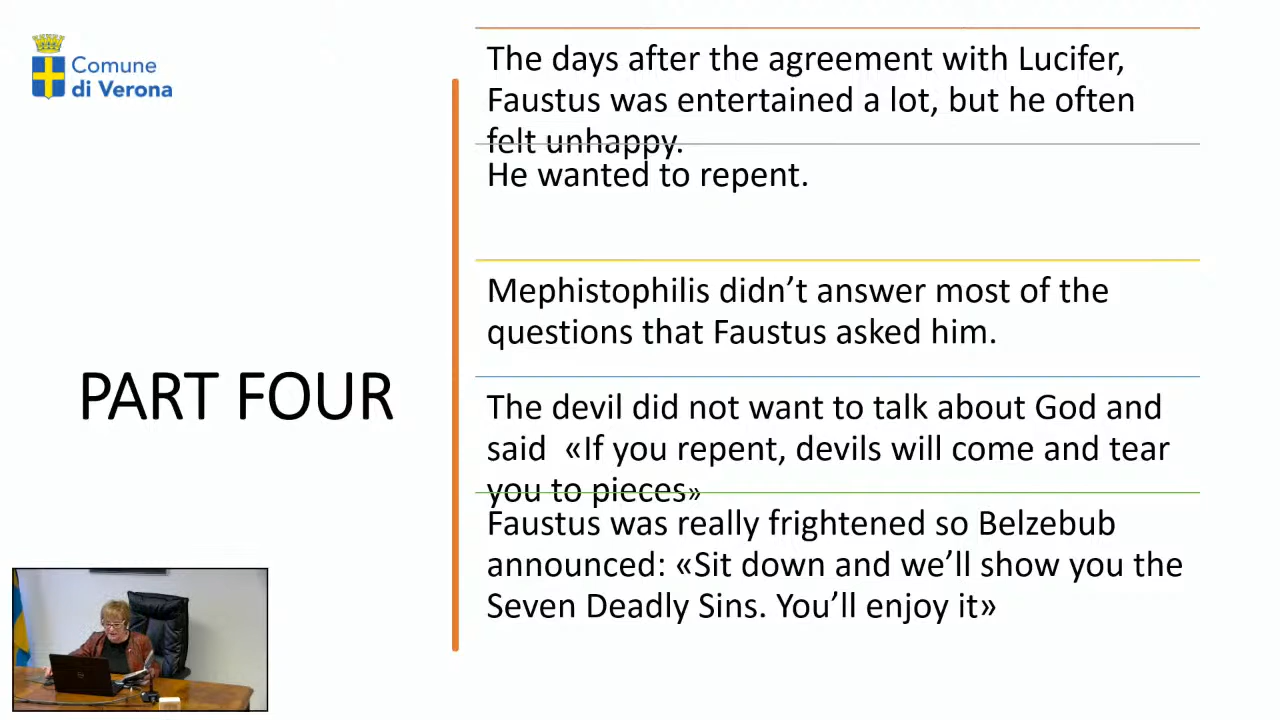 Comune
di Verona
PART FOUR
The days after the agreement with Lucifer,
Faustus was entertained a lot, but he often
felt unhappy.
He wanted to repent.
Mephistophilis didn’t answer most of the
questions that Faustus asked him.
The devil did not want to talk about God and
said «If you repent, devils will come and tear
you to pieces»
Faustus was really frightened so Belzebub
announced: «Sit down and we’ll show you the
Seven Deadly Sins. You’ll enjoy it»